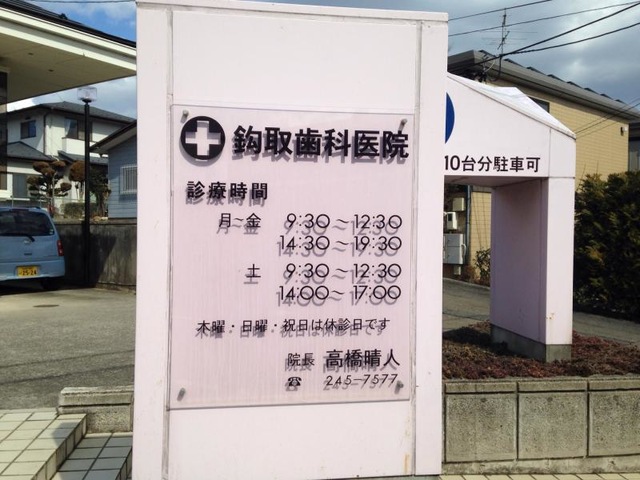 鈎取歯科医院
診療時間
月~金 9:30~12:30
14:30~19:30
土 9:30~12:30
14:00~17:00
木曜・日曜・祝日は休診日です
院長 高橋晴人
☎ 245-7577
10台分駐車可